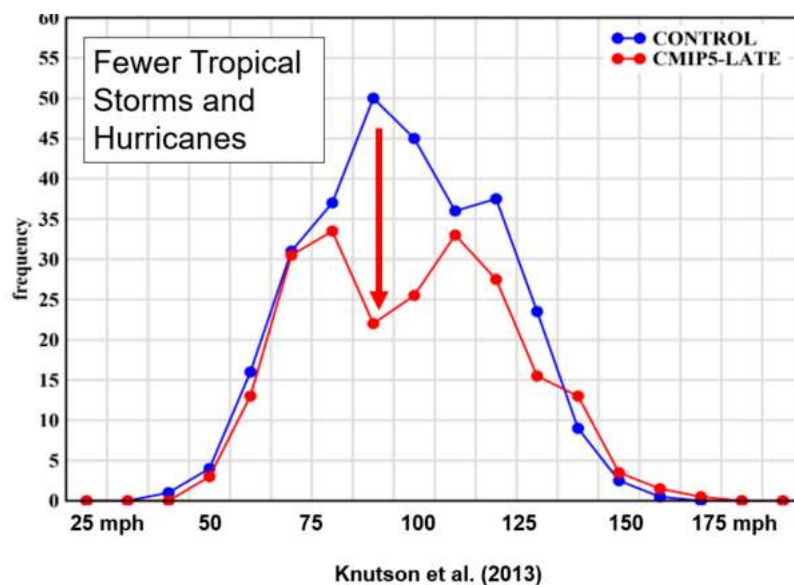 60
55
50
45
40
35
30
25
20
15
10
5
0
frequency
Fewer Tropical
Storms and
Hurricanes
CONTROL
CMIP5-LATE
25 mph 50 75 100 125 150 175 mph
Knutson et al. (2013)